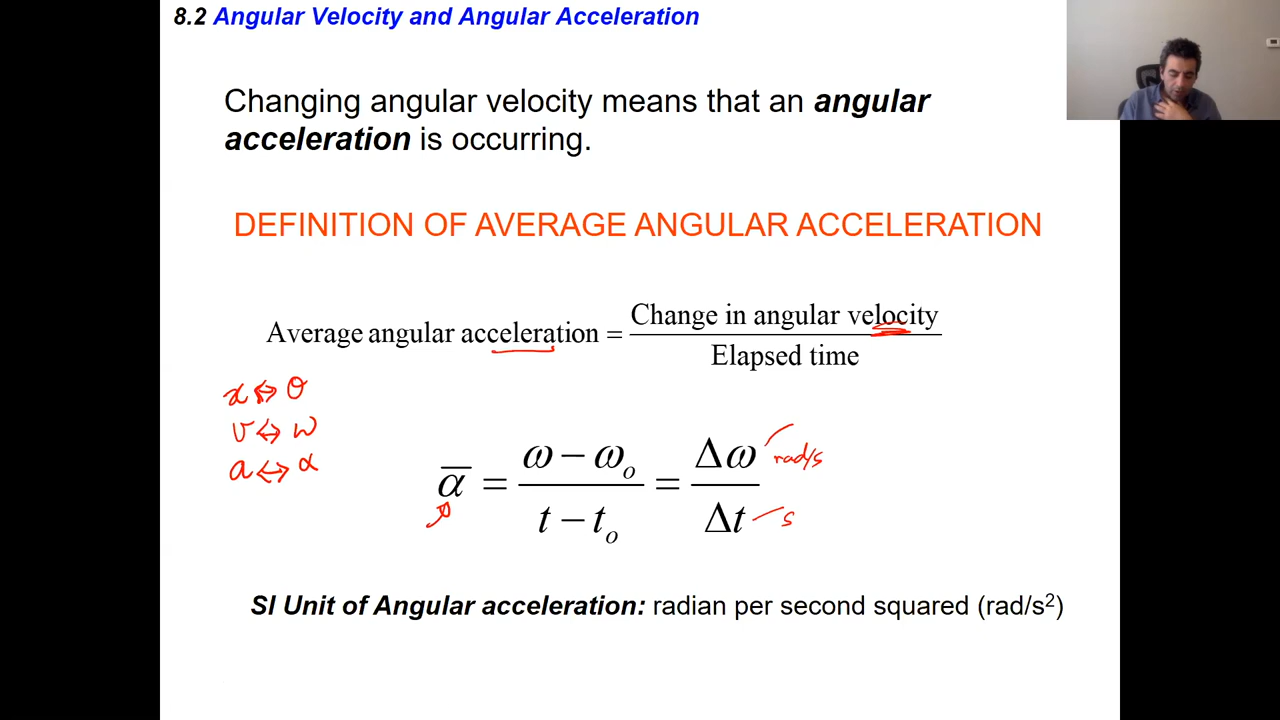 8.2 Angular Velocity and Angular Acceleration
Changing angular velocity means that an angular
acceleration is occurring.
DEFINITION OF AVERAGE ANGULAR ACCELERATION
Average angular acceleration = Change in angular velocity / Elapsed time
x ⇔ θ
v ⇔ ω
a ⇔ α
ᾱ = (ω − ωₒ) / (t − tₒ) = Δω / Δt
rad/s
s
SI Unit of Angular acceleration: radian per second squared (rad/s²)